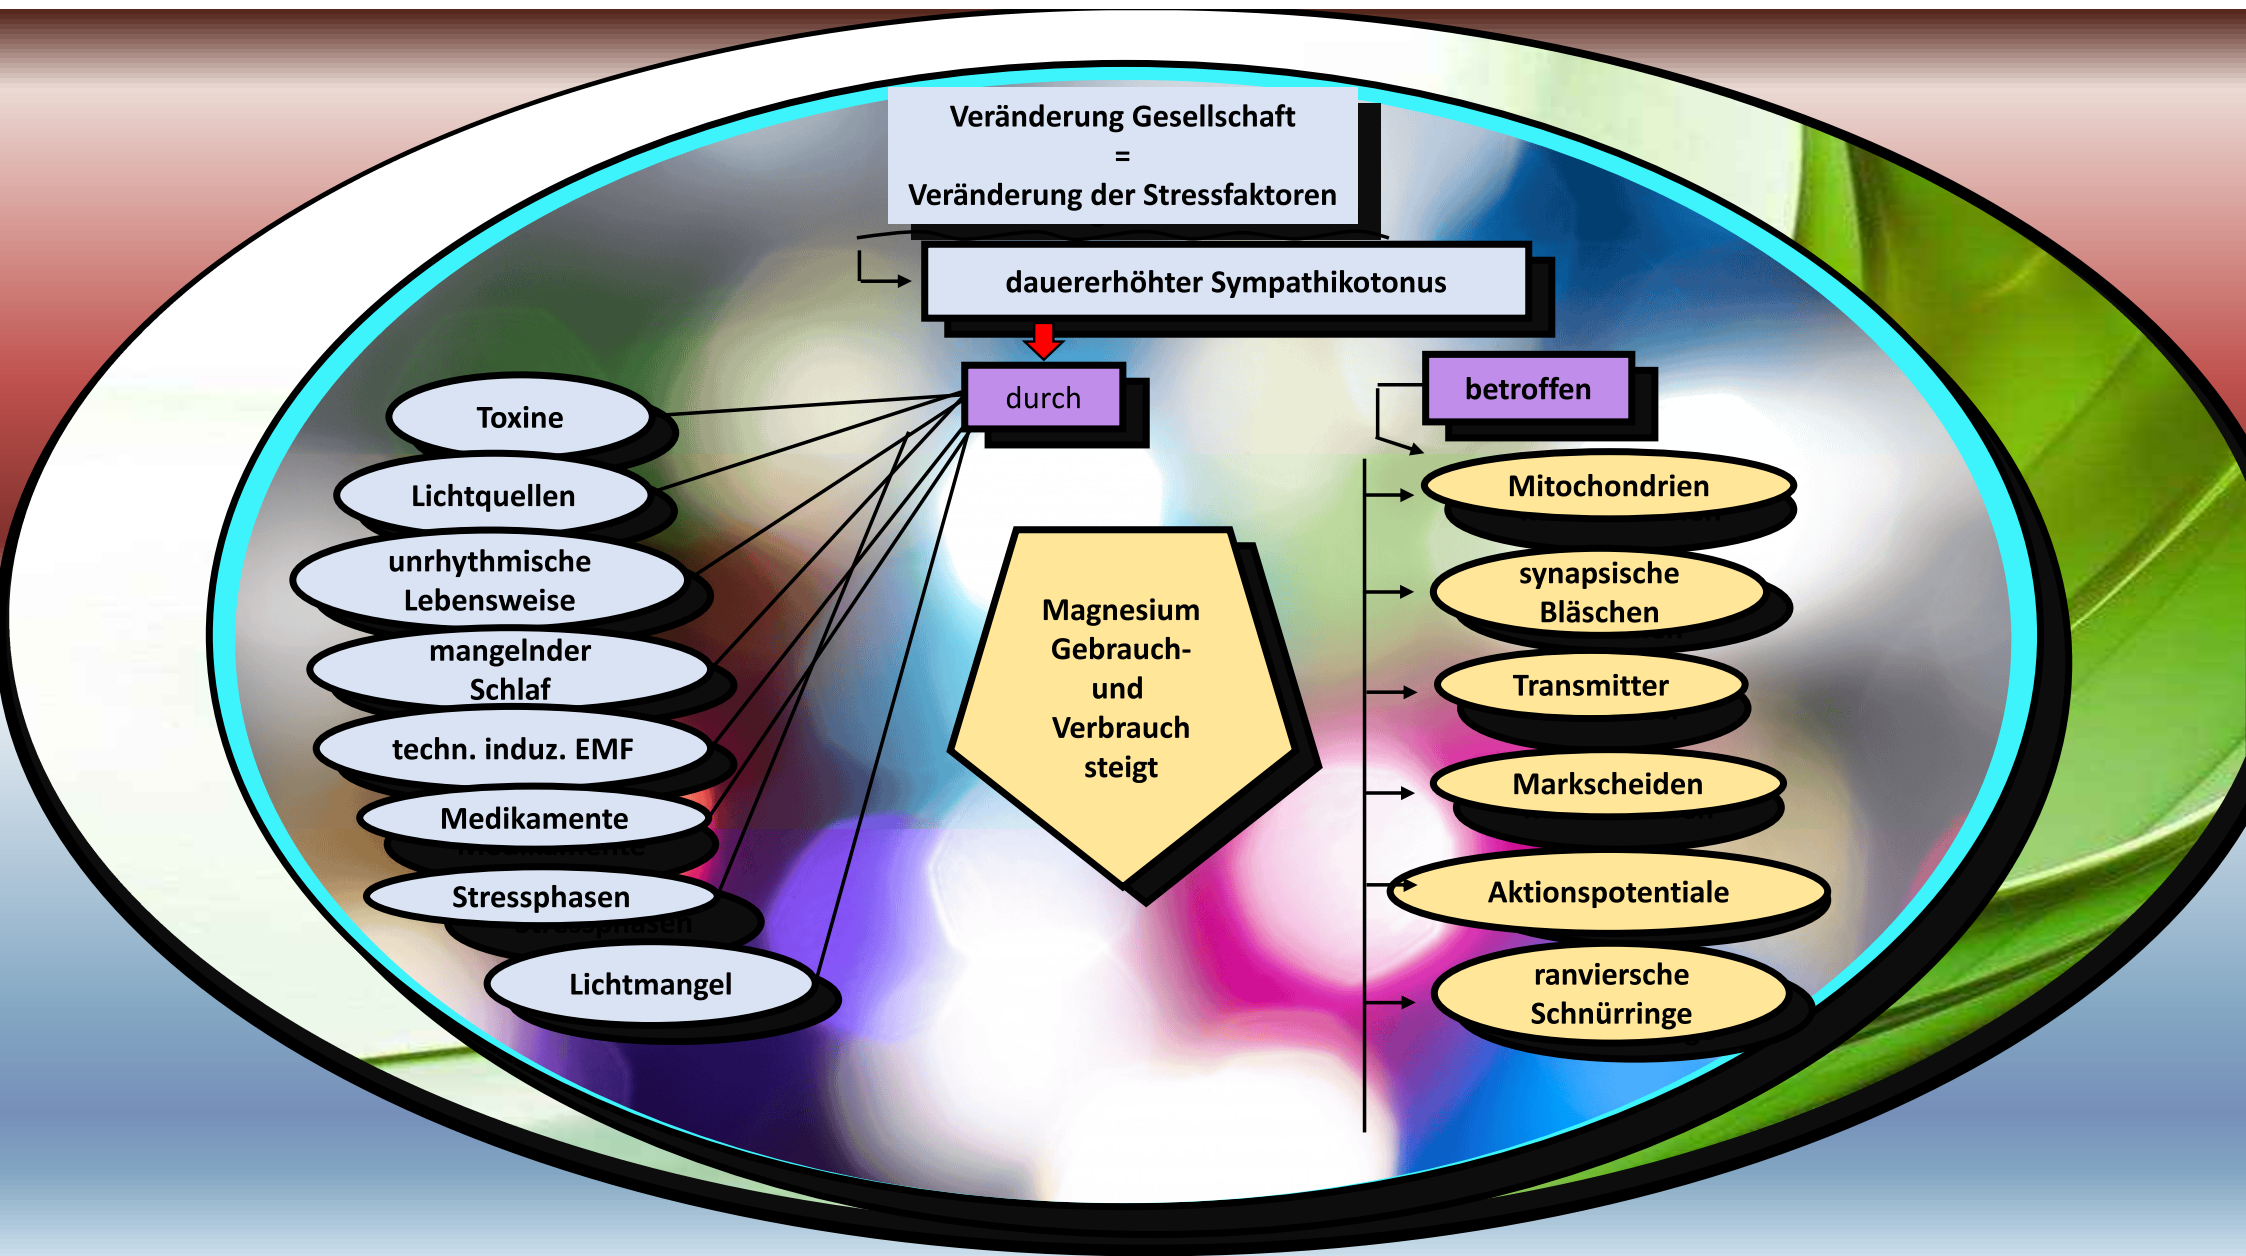 Veränderung Gesellschaft
=
Veränderung der Stressfaktoren
dauererhöhter Sympathikotonus
durch
Toxine
Lichtquellen
unrhythmische
Lebensweise
mangelnder
Schlaf
techn. induz. EMF
Medikamente
Stressphasen
Lichtmangel
Magnesium
Gebrauch-
und
Verbrauch
steigt
betroffen
Mitochondrien
synapsische
Bläschen
Transmitter
Markscheiden
Aktionspotentiale
ranviersche
Schnürringe